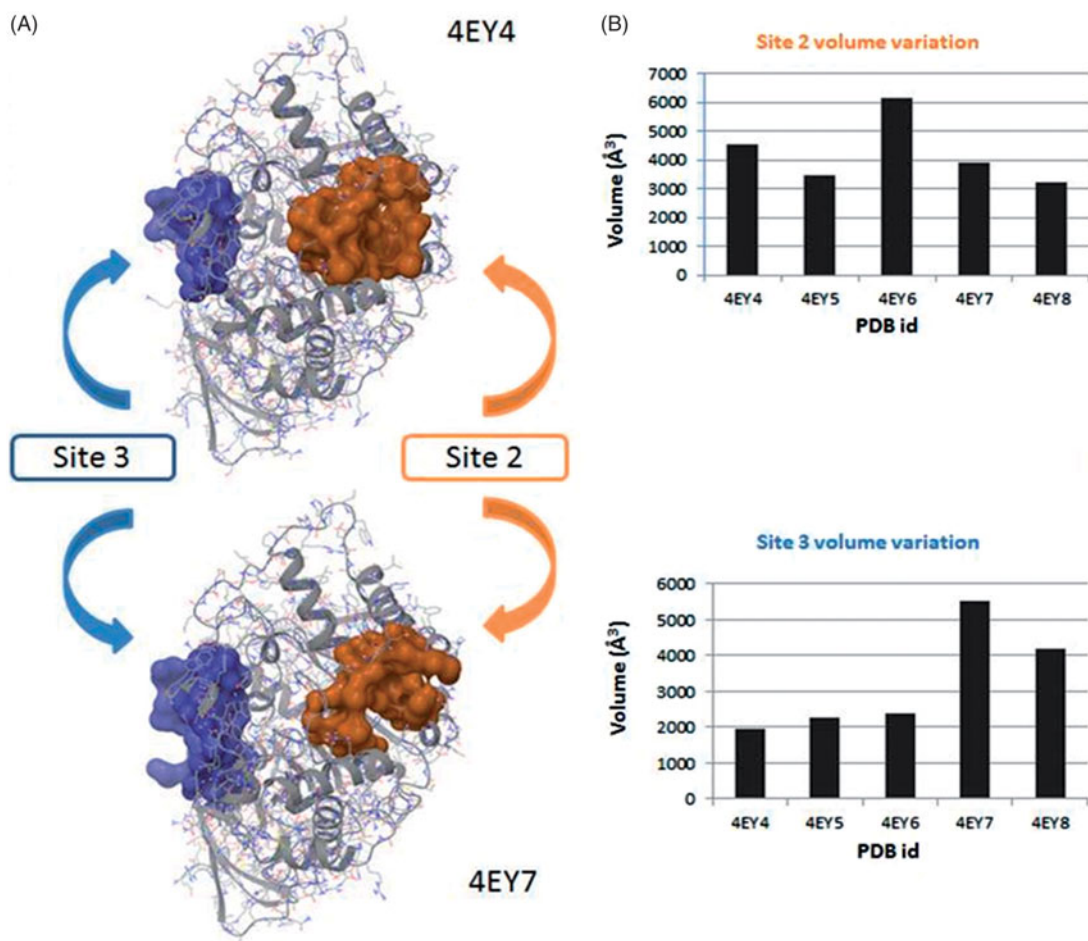 (A)
4EY4
Site 3
Site 2
4EY7
(B)
Site 2 volume variation
Volume (Å³)
7000
6000
5000
4000
3000
2000
1000
0
4EY4 4EY5 4EY6 4EY7 4EY8
PDB id
Site 3 volume variation
Volume (Å³)
6000
5000
4000
3000
2000
1000
0
4EY4 4EY5 4EY6 4EY7 4EY8
PDB id